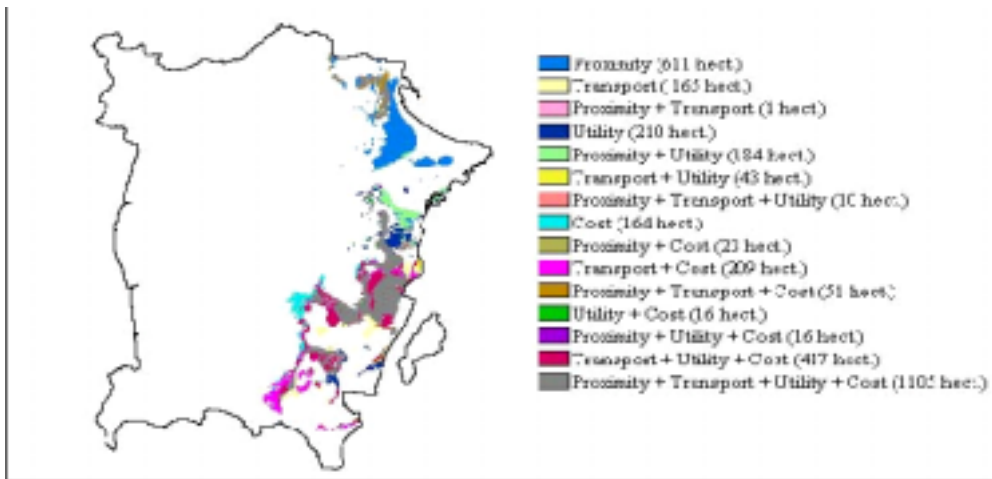 Proximity (611 hect.)
Transport (165 hect.)
Proximity + Transport (1 hect)
Utility (210 hect.)
Proximity + Utility (184 hect.)
Transport + Utility (43 hect.)
Proximity + Transport + Utility (10 hect.)
Cost (164 hect.)
Proximity + Cost (23 hect.)
Transport + Cost (209 hect.)
Proximity + Transport + Cost (51 hect.)
Utility + Cost (16 hect.)
Proximity + Utility + Cost (16 hect.)
Transport + Utility + Cost (417 hect.)
Proximity + Transport + Utility + Cost (1105 hect.)